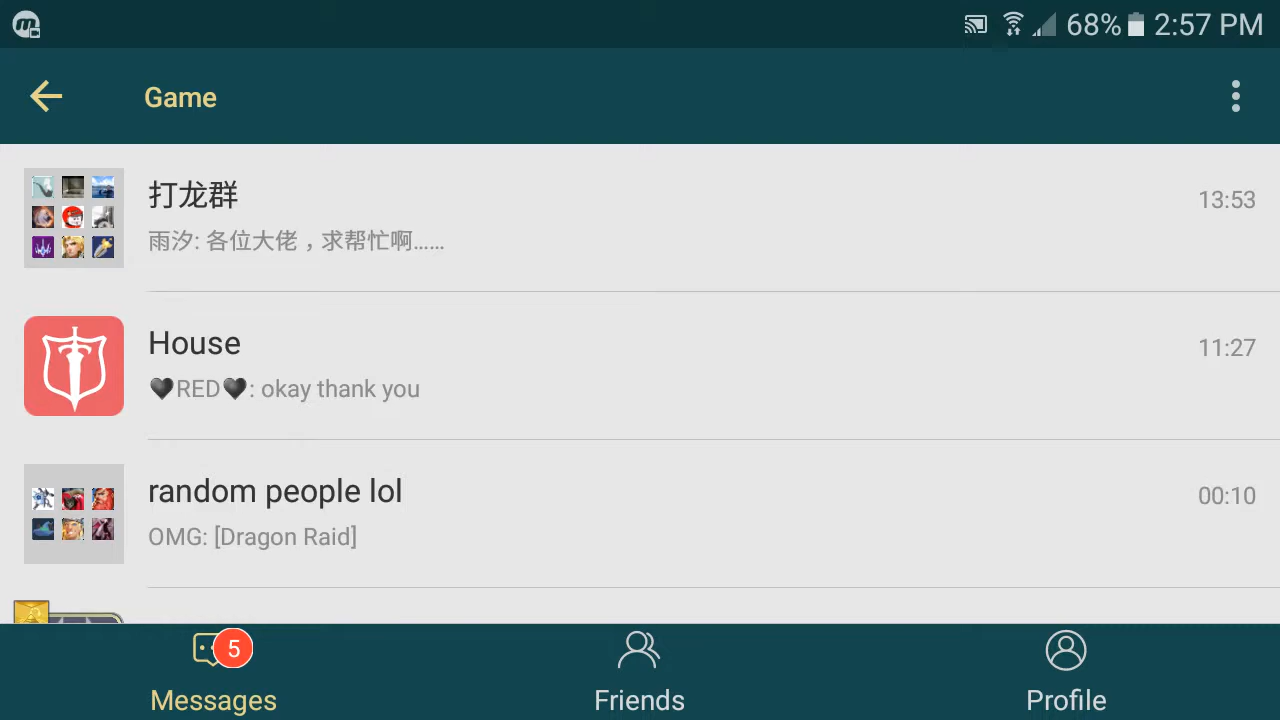 68% 2:57 PM
Game
打龙群
13:53
雨汐: 各位大佬，求帮忙啊......
House
11:27
🖤RED🖤: okay thank you
random people lol
00:10
OMG: [Dragon Raid]
5
Messages
Friends
Profile